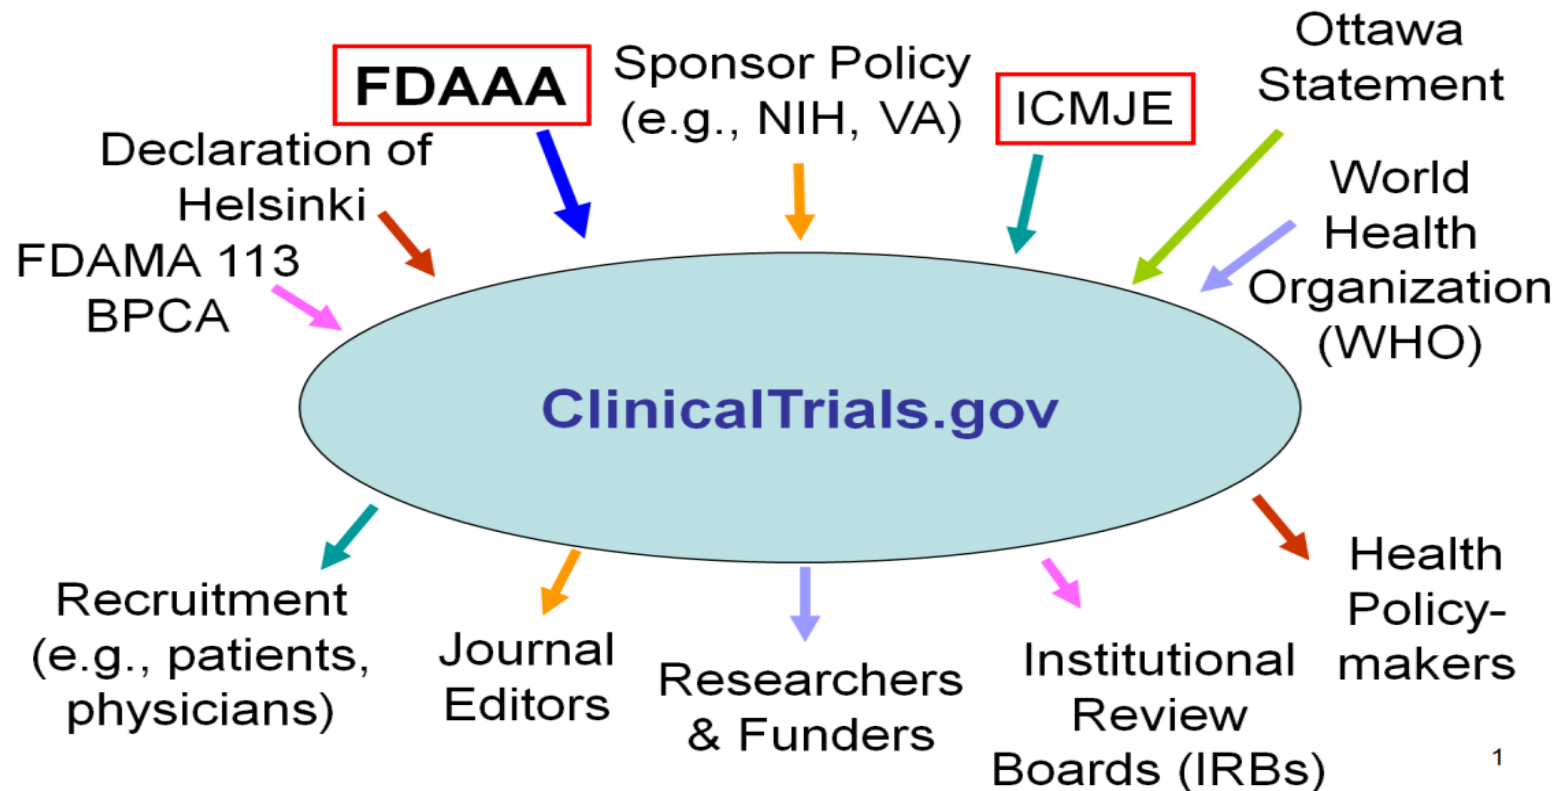 FDAAA
Sponsor Policy
(e.g., NIH, VA)
ICMJE
Ottawa
Statement
Declaration of
Helsinki
World
Health
Organization
(WHO)
FDAMA 113
BPCA
ClinicalTrials.gov
Recruitment
(e.g., patients,
physicians)
Journal
Editors
Researchers
& Funders
Institutional
Review
Boards (IRBs)
Health
Policy-
makers
1